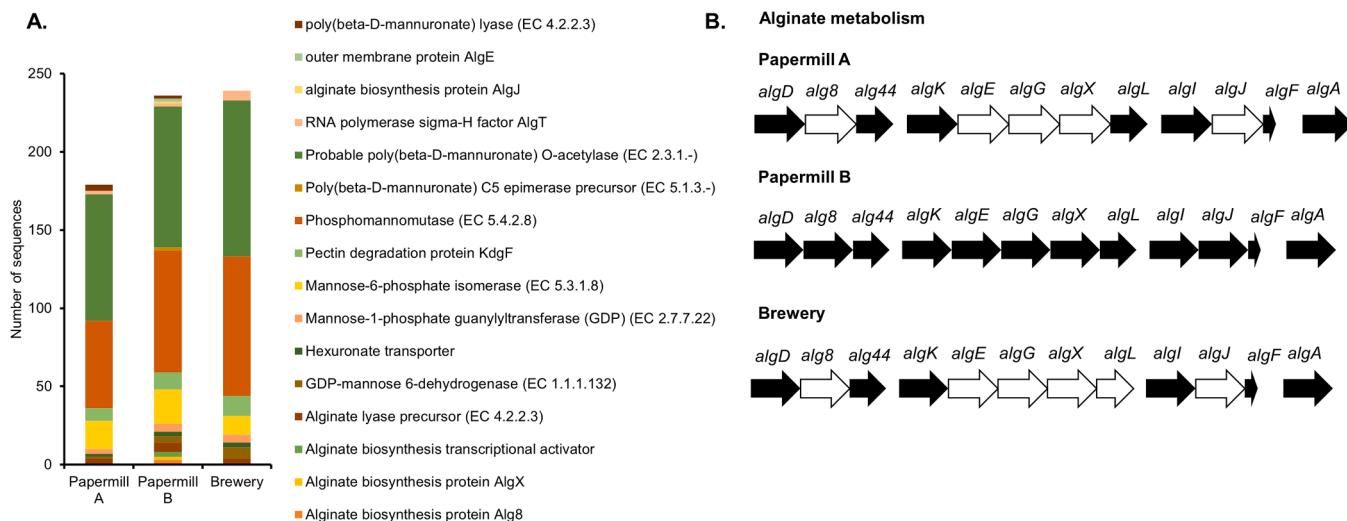 A.
250
200
150
100
50
0
Number of sequences
Papermill A
Papermill B
Brewery
poly(beta-D-mannuronate) lyase (EC 4.2.2.3)
outer membrane protein AlgE
alginate biosynthesis protein AlgJ
RNA polymerase sigma-H factor AlgT
Probable poly(beta-D-mannuronate) O-acetylase (EC 2.3.1.-)
Poly(beta-D-mannuronate) C5 epimerase precursor (EC 5.1.3.-)
Phosphomannomutase (EC 5.4.2.8)
Pectin degradation protein KdgF
Mannose-6-phosphate isomerase (EC 5.3.1.8)
Mannose-1-phosphate guanylyltransferase (GDP) (EC 2.7.7.22)
Hexuronate transporter
GDP-mannose 6-dehydrogenase (EC 1.1.1.132)
Alginate lyase precursor (EC 4.2.2.3)
Alginate biosynthesis transcriptional activator
Alginate biosynthesis protein AlgX
Alginate biosynthesis protein Alg8
B.
Alginate metabolism
Papermill A
algD alg8 alg44 algK algE algG algX algL algI algJ algF algA
Papermill B
algD alg8 alg44 algK algE algG algX algL algI algJ algF algA
Brewery
algD alg8 alg44 algK algE algG algX algL algI algJ algF algA